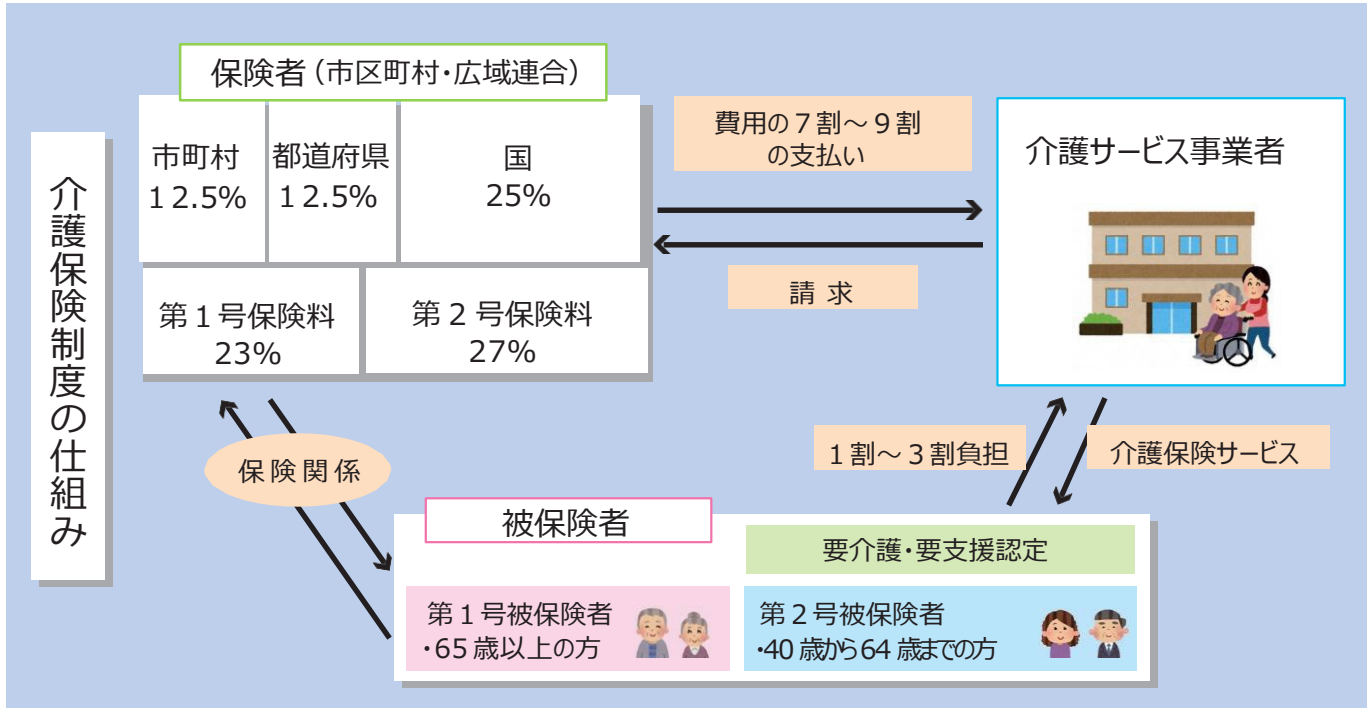 介護保険制度の仕組み
保険者(市区町村・広域連合)
市町村
12.5%
都道府県
12.5%
国
25%
第1号保険料
23%
第2号保険料
27%
費用の7割~9割
の支払い
請求
介護サービス事業者
保険関係
1割~3割負担
介護保険サービス
被保険者
要介護・要支援認定
第1号被保険者
・65歳以上の方
第2号被保険者
・40歳から64歳までの方